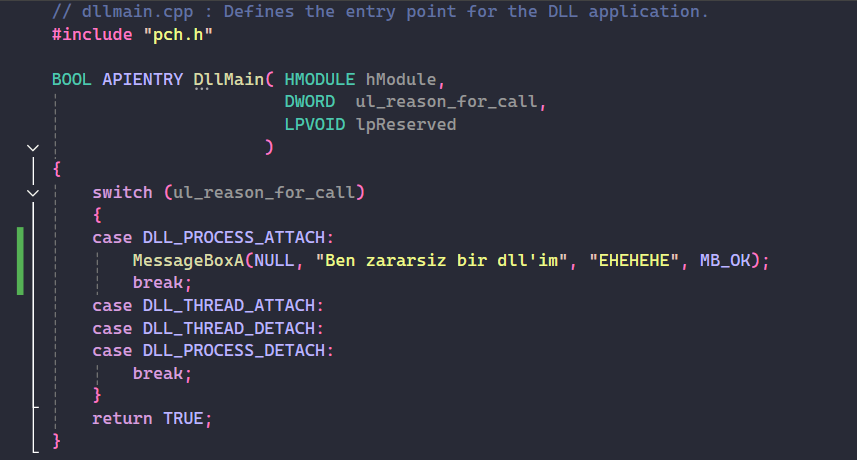 // dllmain.cpp : Defines the entry point for the DLL application.
#include "pch.h"
BOOL APIENTRY DllMain( HMODULE hModule,
DWORD  ul_reason_for_call,
LPVOID lpReserved
)
{
switch (ul_reason_for_call)
{
case DLL_PROCESS_ATTACH:
MessageBoxA(NULL, "Ben zararsiz bir dll'im", "EHEHEHE", MB_OK);
break;
case DLL_THREAD_ATTACH:
case DLL_THREAD_DETACH:
case DLL_PROCESS_DETACH:
break;
}
return TRUE;
}